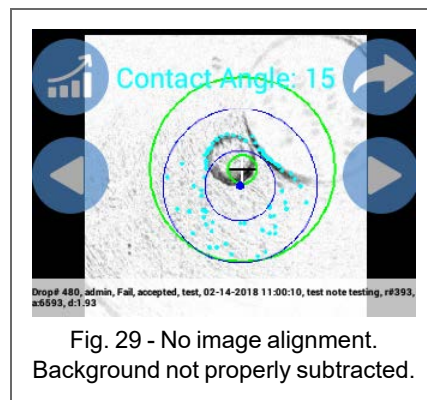 Contact Angle: 15
Drop# 480, admin, Fail, accepted, test, 02-14-2018 11:00:10, test note testing, r#393,
a:6593, d:1.93
Fig. 29 - No image alignment.
Background not properly subtracted.